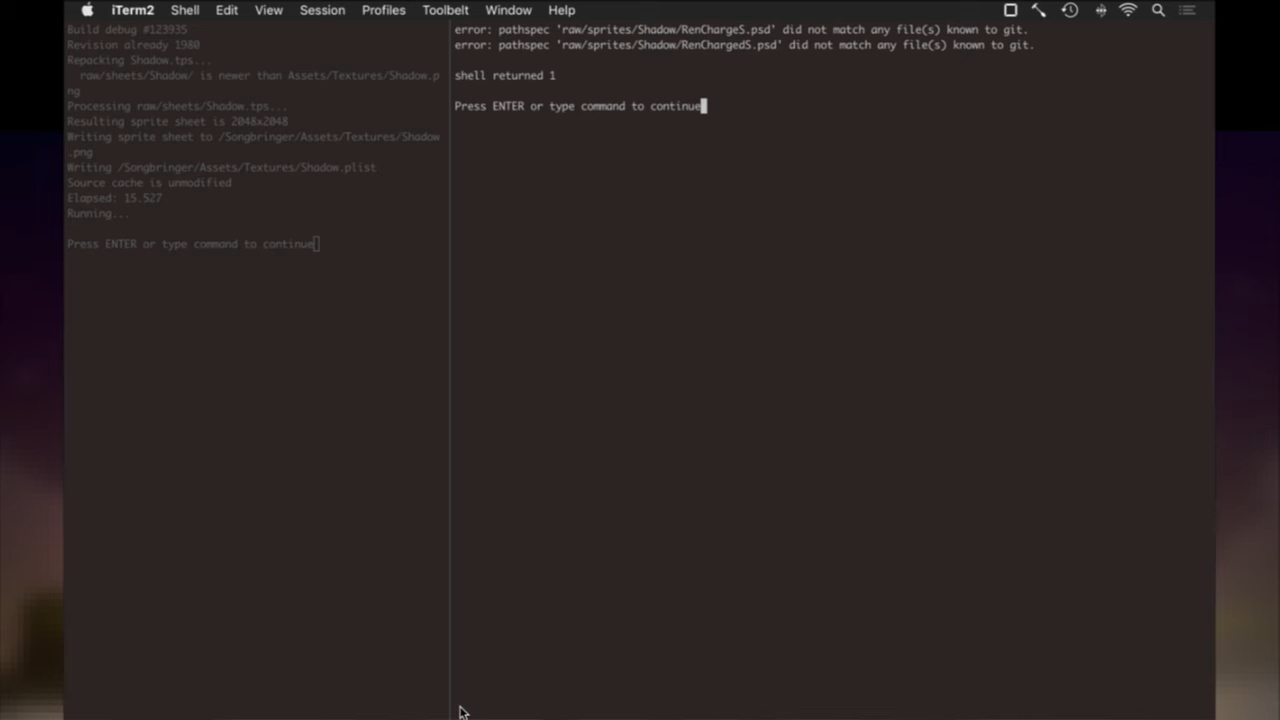 iTerm2 Shell Edit View Session Profiles Toolbelt Window Help
Build debug #123935
Revision already 1980
Repacking Shadow.tps...
raw/sheets/Shadow/ is newer than Assets/Textures/Shadow.p
ng
Processing raw/sheets/Shadow.tps...
Resulting sprite sheet is 2048x2048
Writing sprite sheet to /Songbringer/Assets/Textures/Shadow
.png
Writing /Songbringer/Assets/Textures/Shadow.plist
Source cache is unmodified
Elapsed: 15.527
Running...
Press ENTER or type command to continue
error: pathspec 'raw/sprites/Shadow/RenChargeS.psd' did not match any file(s) known to git.
error: pathspec 'raw/sprites/Shadow/RenChargedS.psd' did not match any file(s) known to git.
shell returned 1
Press ENTER or type command to continue